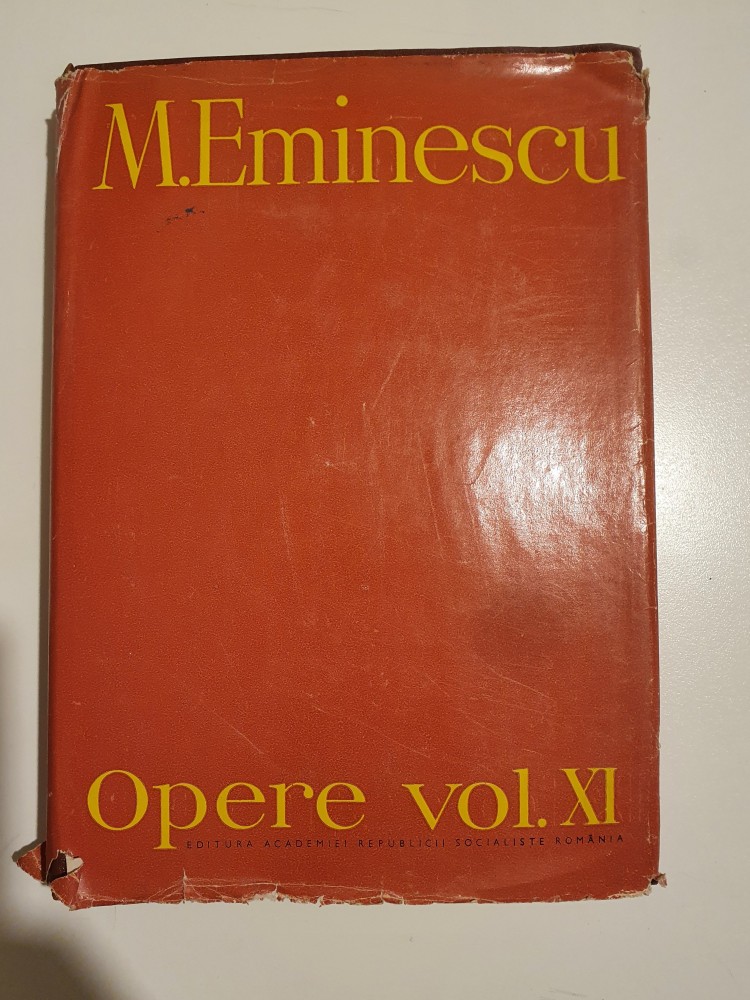 M.Eminescu
Opere vol. XI
EDITURA ACADEMIEI REPUBLICII SOCIALISTE ROMÂNIA